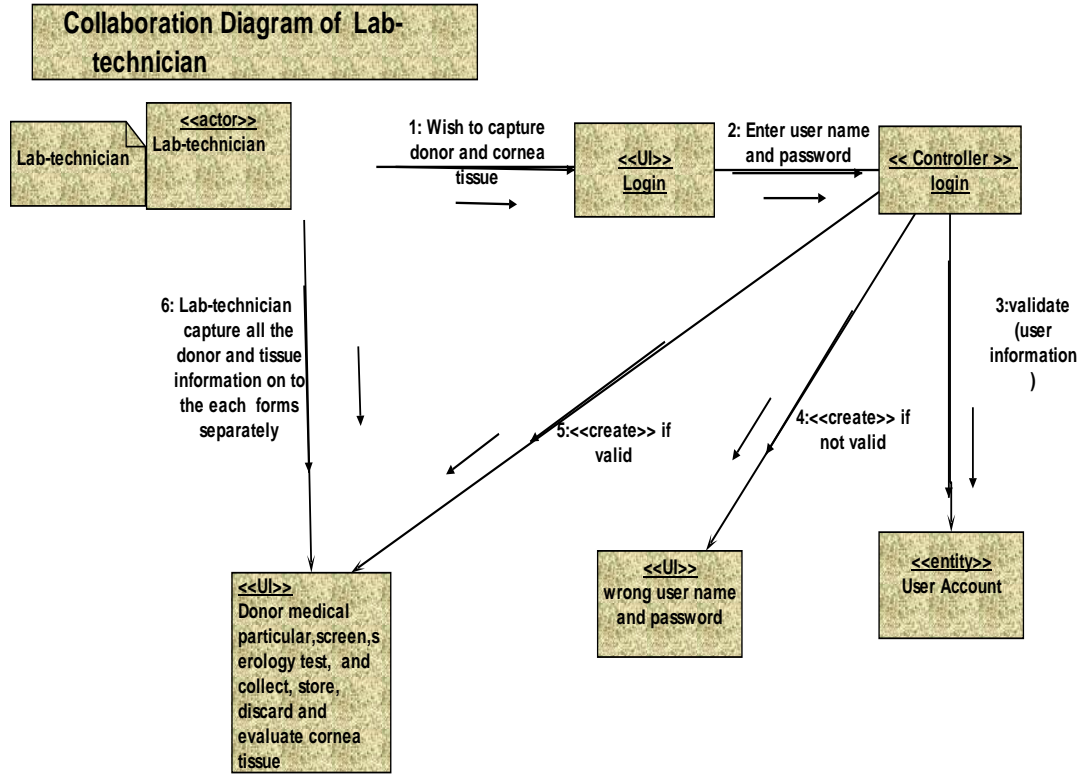 Collaboration Diagram of Lab-
technician
Lab-technician
<<actor>>
Lab-technician
1: Wish to capture
donor and cornea
tissue
<<UI>>
Login
2: Enter user name
and password
<< Controller >>
login
6: Lab-technician
capture all the
donor and tissue
information on to
the each forms
separately
5:<<create>> if
valid
4:<<create>> if
not valid
3:validate
(user
information
)
<<UI>>
Donor medical
particular,screen,s
erology test, and
collect, store,
discard and
evaluate cornea
tissue
<<UI>>
wrong user name
and password
<<entity>>
User Account